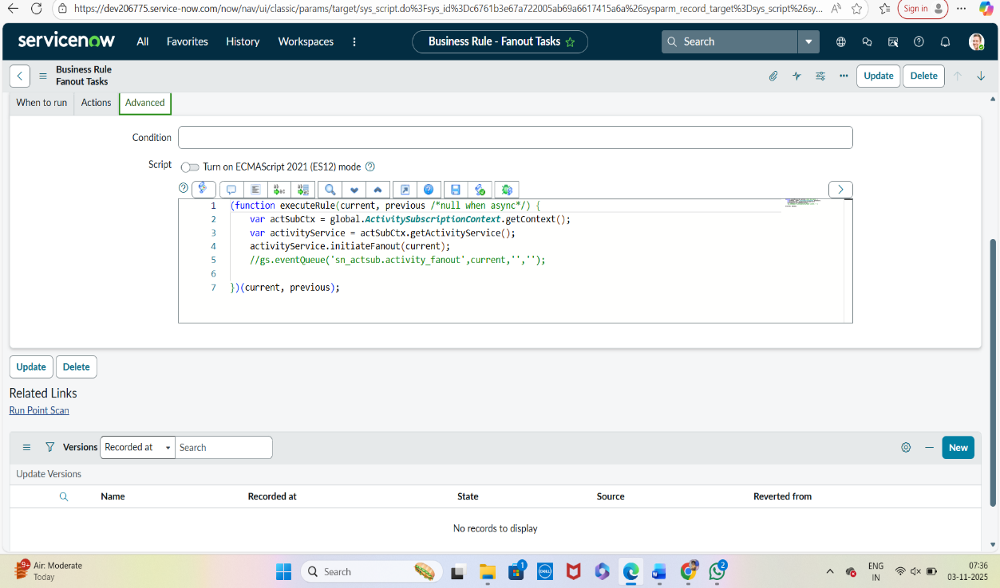 https://dev206775.service-now.com/now/nav/ui/classic/params/target/sys_script.do%3Fsys_id%3Dc6761b3e67a722005ab69a6617415a6a%26sysparm_record_target%3Dsys_script%26sy...
Sign in
servicenow All Favorites History Workspaces Business Rule - Fanout Tasks Search
Business Rule
Fanout Tasks
Update Delete
When to run Actions Advanced
Condition
Script Turn on ECMAScript 2021 (ES12) mode
1 (function executeRule(current, previous /*null when async*/) {
2 var actSubCtx = global.ActivitySubscriptionContext.getContext();
3 var activityService = actSubCtx.getActivityService();
4 activityService.initiateFanout(current);
5 //gs.eventQueue('sn_actsub.activity_fanout',current,'','');
6
7 })(current, previous);
Update Delete
Related Links
Run Point Scan
Versions Recorded at Search New
Update Versions
Name Recorded at State Source Reverted from
No records to display
9+ Air: Moderate
Today
Search
1
DELL
W
2
ENG
IN
07:36
03-11-2025